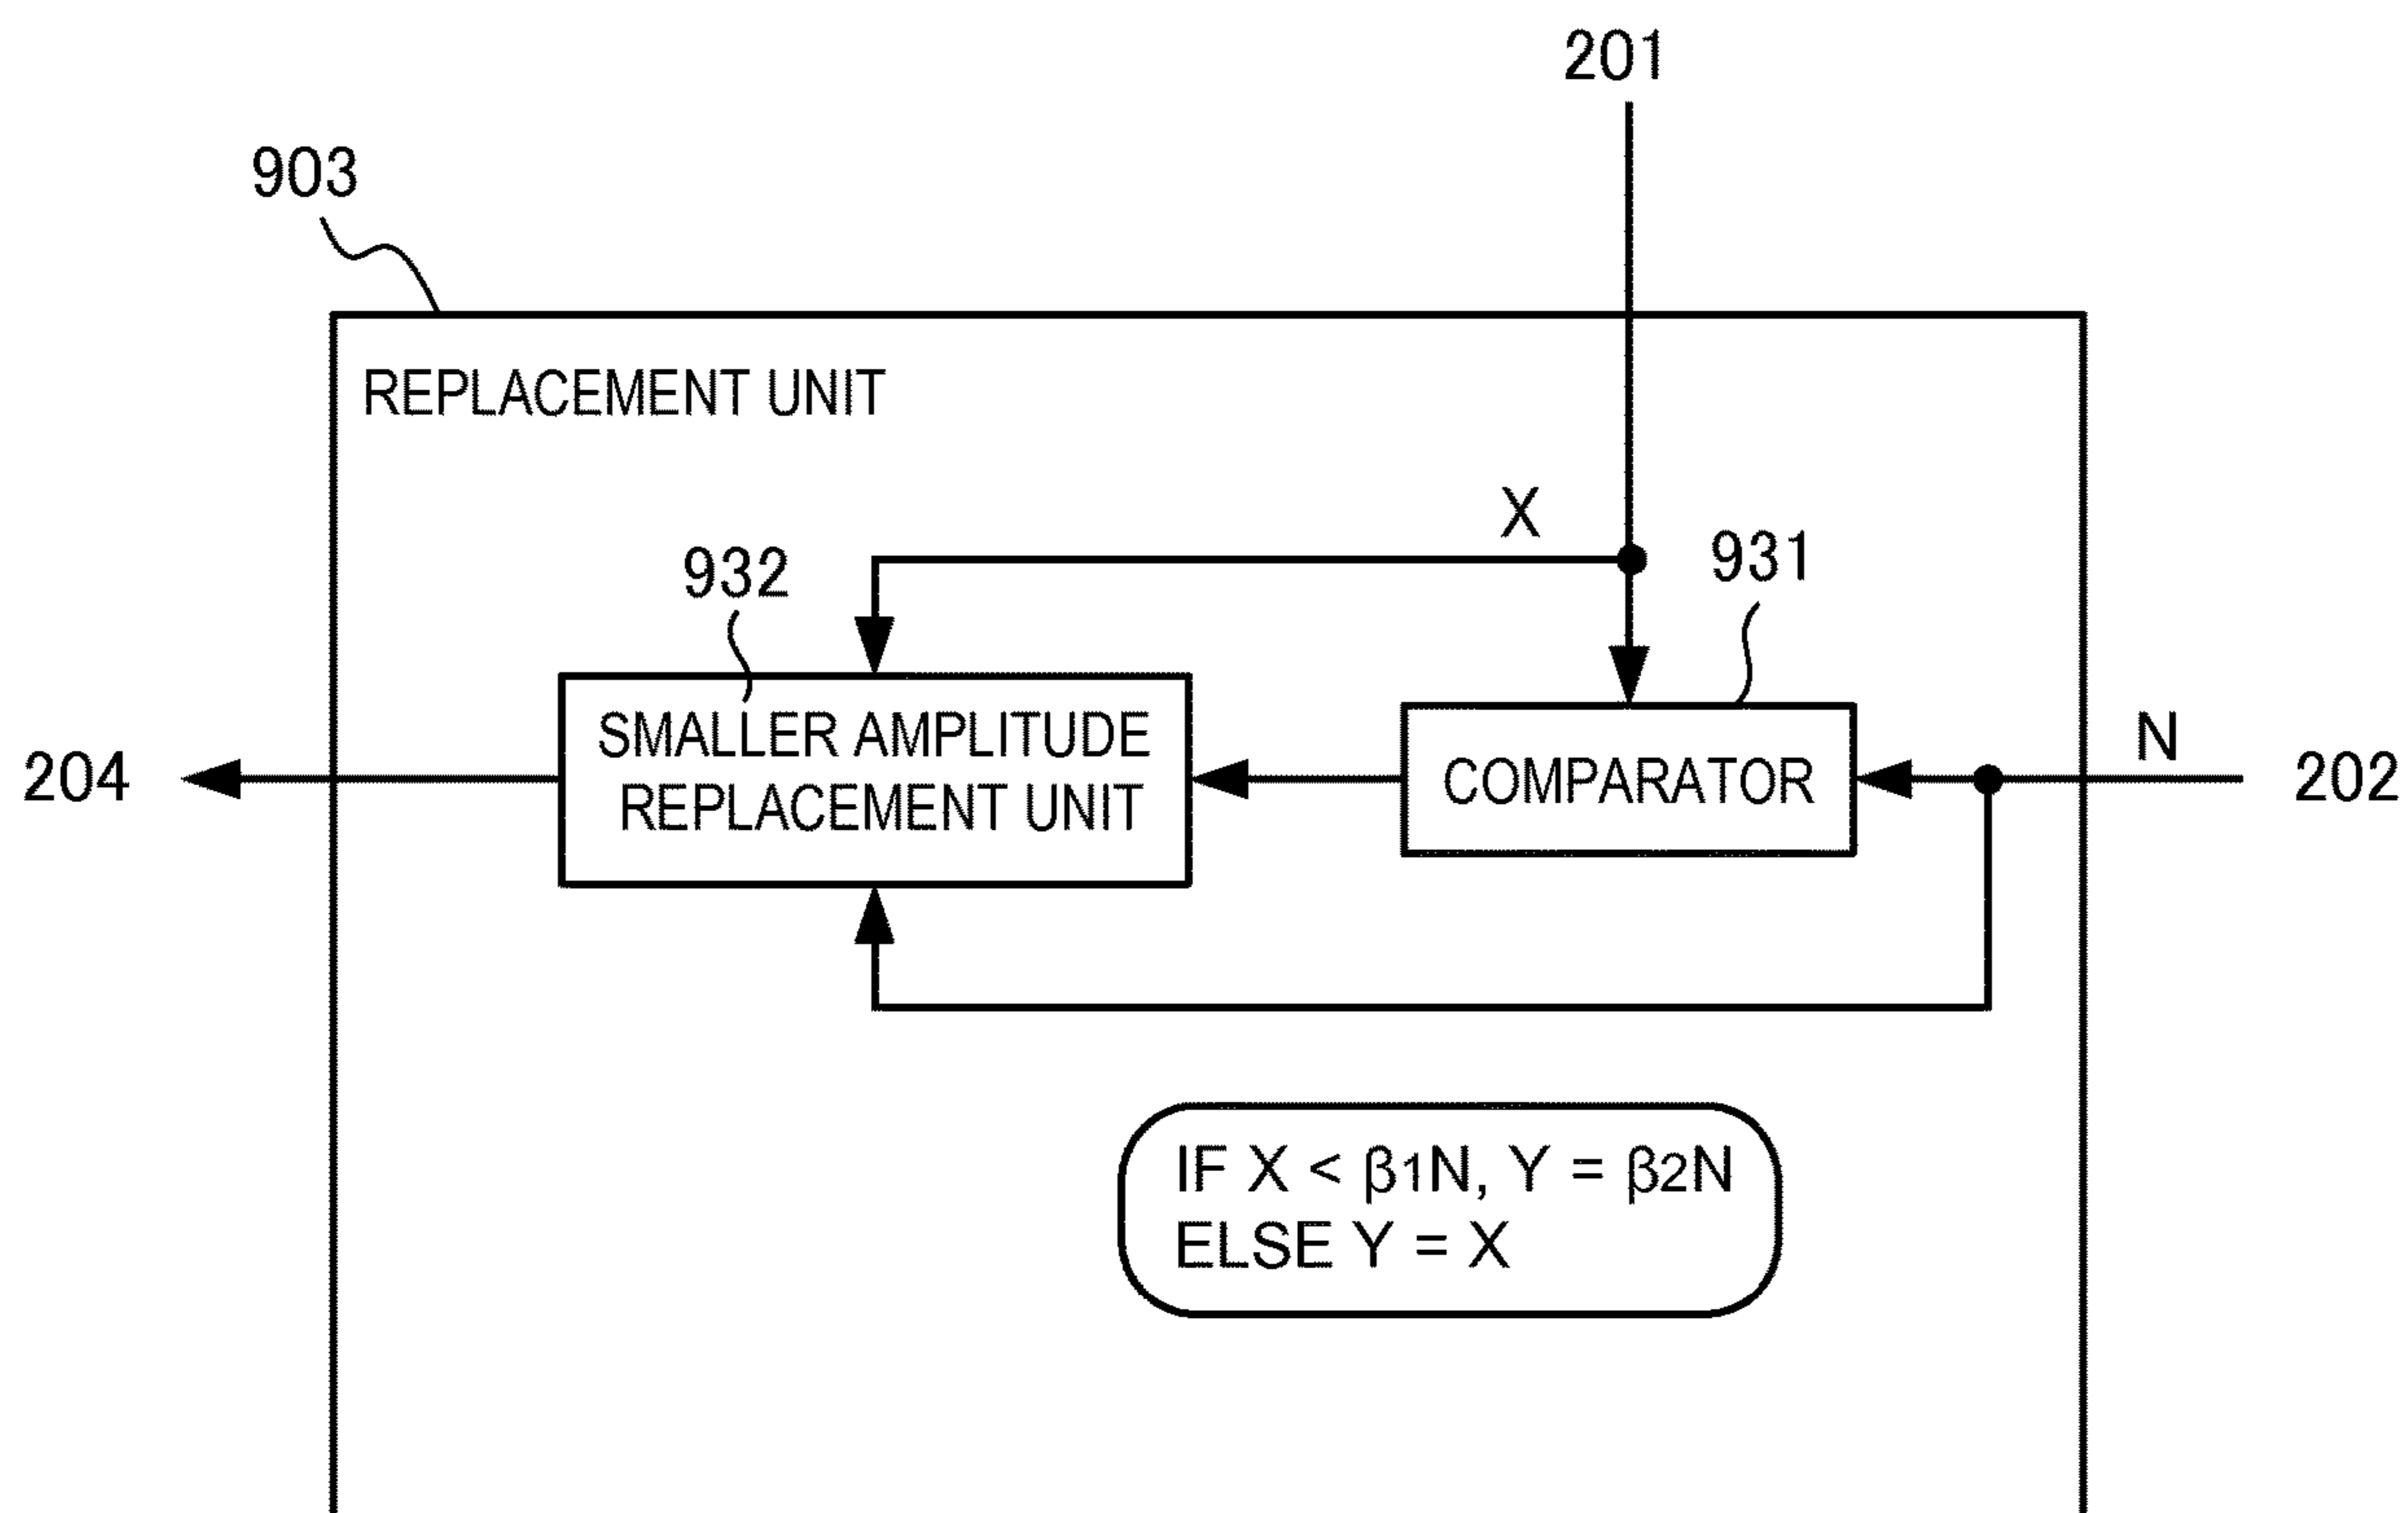 201
903
REPLACEMENT UNIT
X
932
931
SMALLER AMPLITUDE
REPLACEMENT UNIT
COMPARATOR
N
204
202
IF X < β1N, Y = β2N
ELSE Y = X